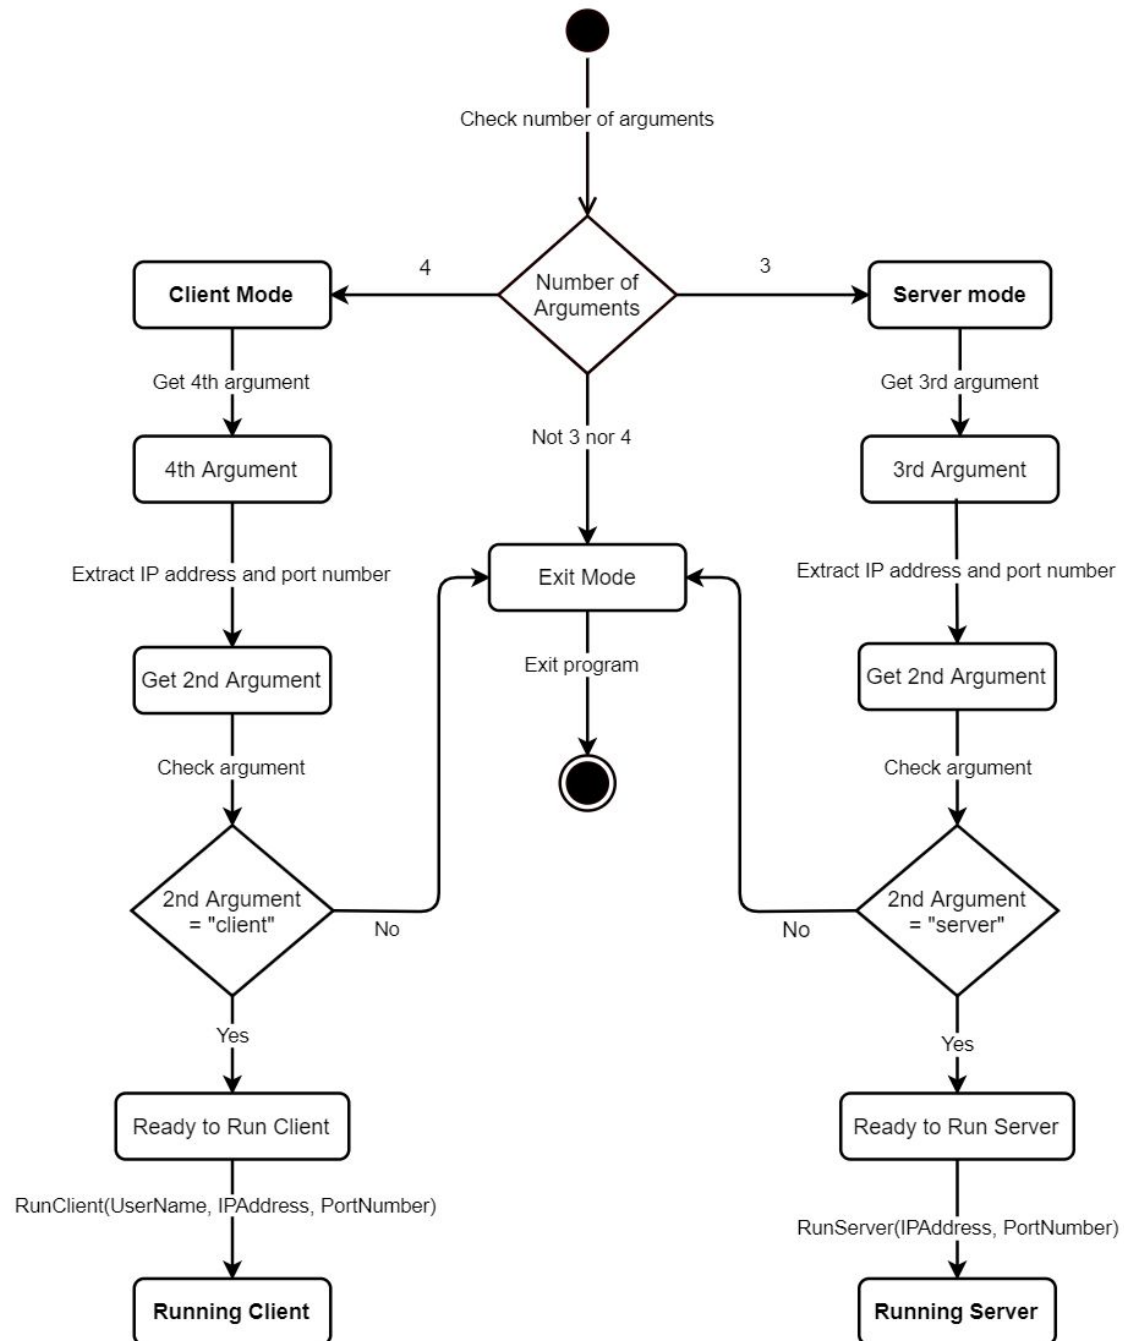 Check number of arguments
Number of
Arguments
4
3
Client Mode
Server mode
Get 4th argument
Get 3rd argument
Not 3 nor 4
4th Argument
3rd Argument
Extract IP address and port number
Exit Mode
Extract IP address and port number
Exit program
Get 2nd Argument
Get 2nd Argument
Check argument
Check argument
2nd Argument
= "client"
No
2nd Argument
= "server"
No
Yes
Yes
Ready to Run Client
Ready to Run Server
RunClient(UserName, IPAddress, PortNumber)
RunServer(IPAddress, PortNumber)
Running Client
Running Server